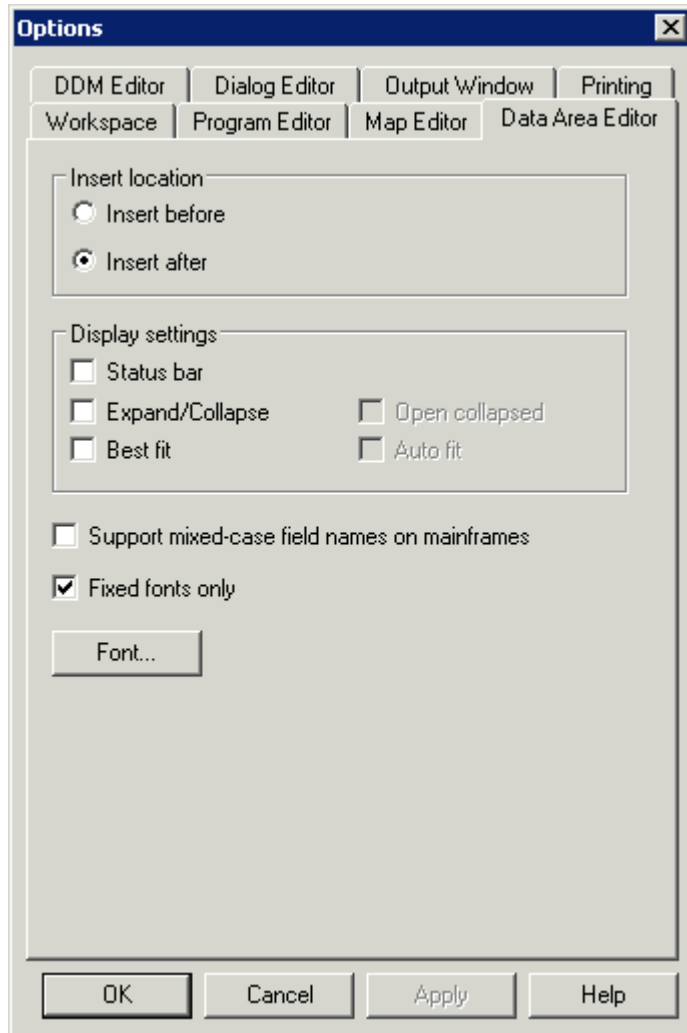 Options
DDM Editor Dialog Editor Output Window Printing
Workspace Program Editor Map Editor Data Area Editor
Insert location
Insert before
Insert after
Display settings
Status bar
Expand/Collapse Open collapsed
Best fit Auto fit
Support mixed-case field names on mainframes
Fixed fonts only
Font...
OK Cancel Apply Help